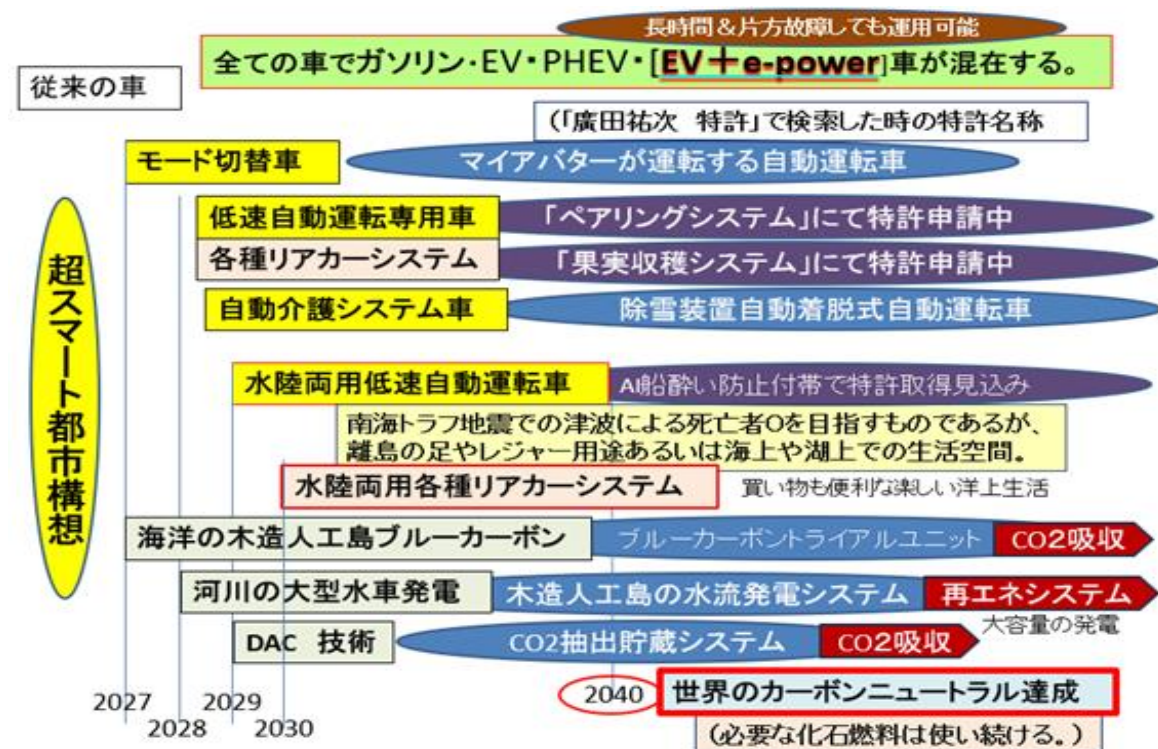 長時間&片方故障しても運用可能
全ての車でガソリン・EV・PHEV・[EV＋e-power]車が混在する。
従来の車
(「廣田祐次 特許」で検索した時の特許名称
モード切替車
マイアバターが運転する自動運転車
超スマート都市構想
低速自動運転専用車
「ペアリングシステム」にて特許申請中
各種リアカーシステム
「果実収穫システム」にて特許申請中
自動介護システム車
除雪装置自動着脱式自動運転車
水陸両用低速自動運転車
AI船酔い防止付帯で特許取得見込み
南海トラフ地震での津波による死亡者0を目指すものであるが、
離島の足やレジャー用途あるいは海上や湖上での生活空間。
水陸両用各種リアカーシステム
買い物も便利な楽しい洋上生活
海洋の木造人工島ブルーカーボン
ブルーカーボントライアルユニット
CO2吸収
河川の大型水車発電
木造人工島の水流発電システム
再エネシステム
大容量の発電
DAC 技術
CO2抽出貯蔵システム
CO2吸収
2027
2028
2029
2030
2040
世界のカーボンニュートラル達成
(必要な化石燃料は使い続ける。)